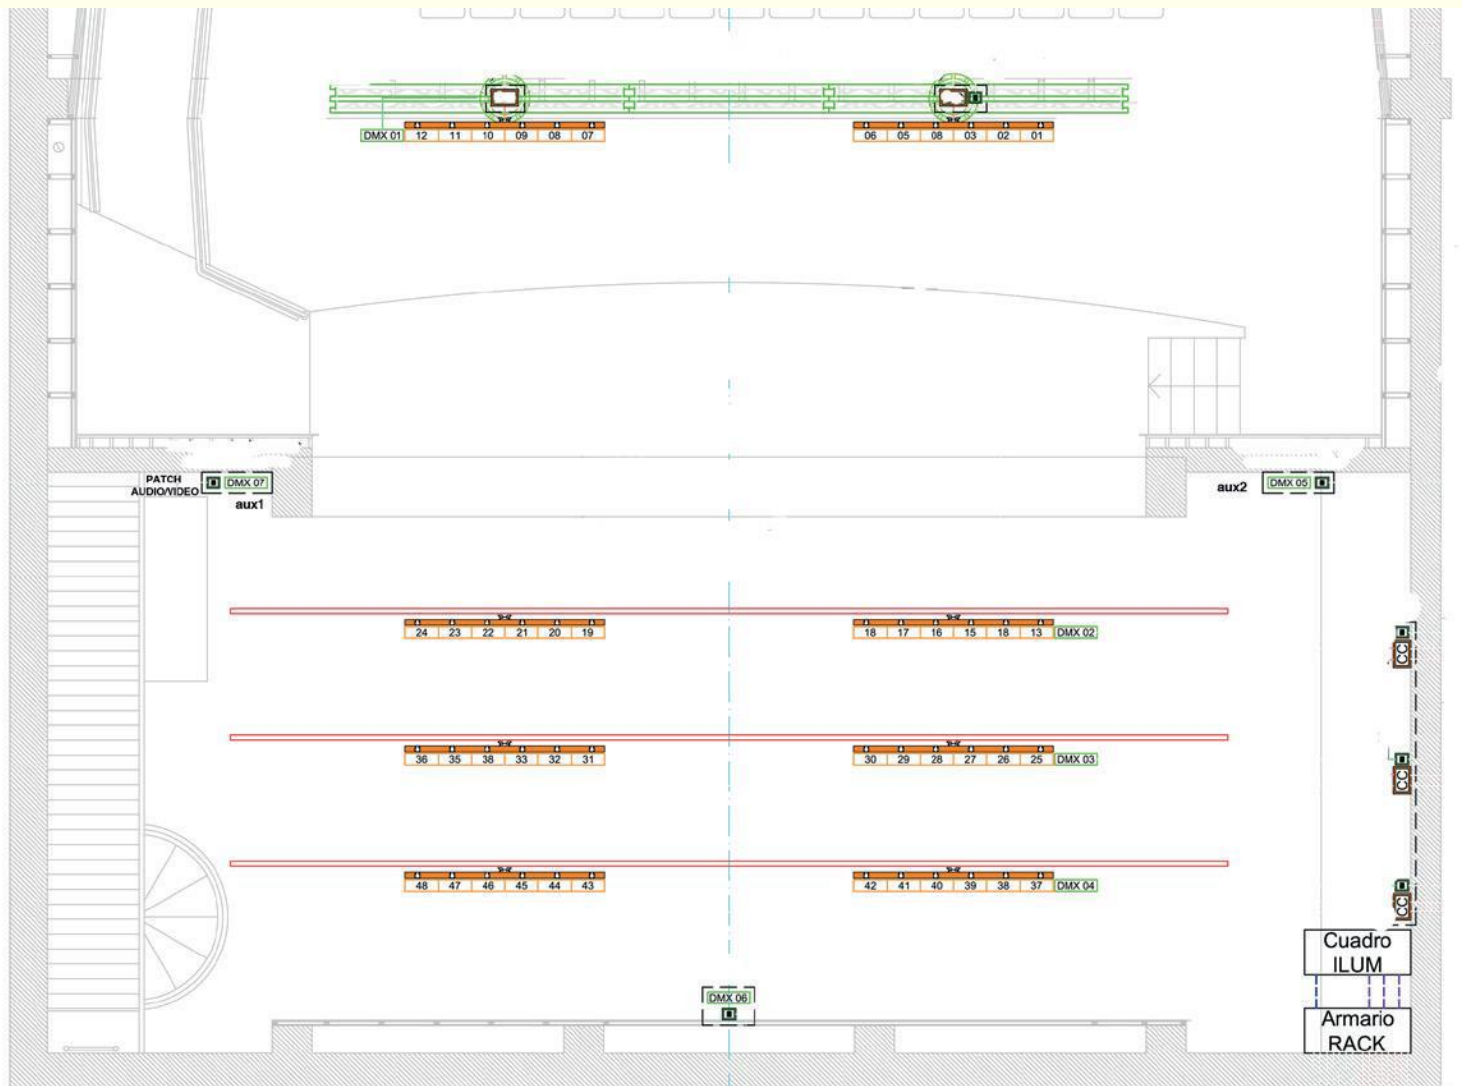 DMX 01 12 11 10 09 08 07 06 05 08 03 02 01
PATCH
AUDIO/VIDEO
DMX 07
aux1
aux2
DMX 05
24 23 22 21 20 19 18 17 16 15 18 13 DMX 02
CC
36 35 38 33 32 31 30 29 28 27 26 25 DMX 03
CC
48 47 46 45 44 43 42 41 40 39 38 37 DMX 04
CC
Cuadro
ILUM
DMX 06
Armario
RACK